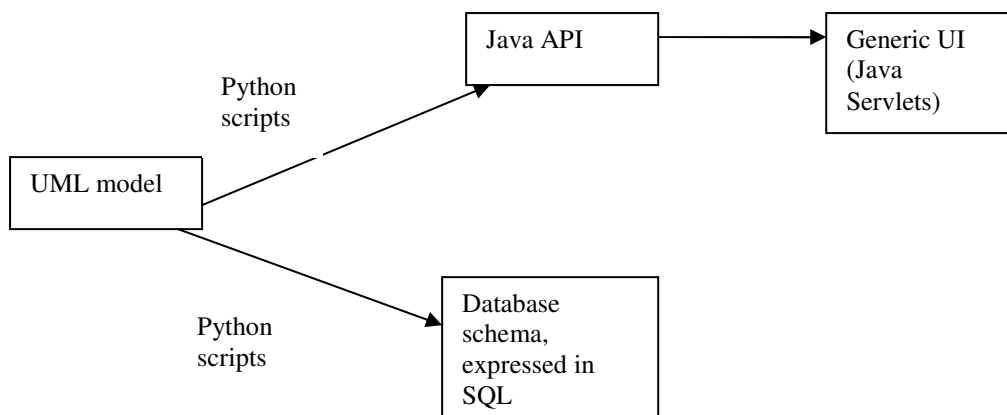 Java API
Generic UI
(Java
Servlets)
Python
scripts
UML model
Database
schema,
expressed in
SQL
Python
scripts